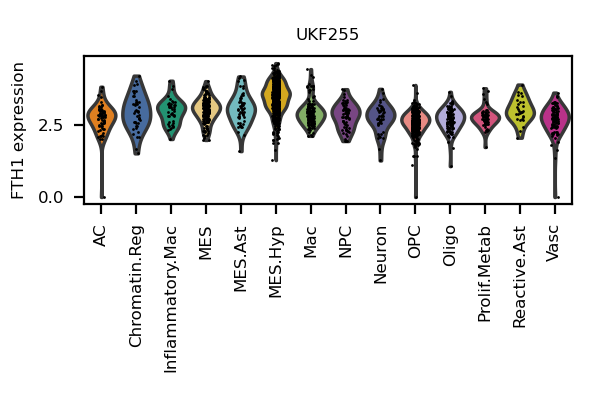 UKF255
FTH1 expression
2.5
0.0
AC
Chromatin.Reg
Inflammatory.Mac
MES
MES.Ast
MES.Hyp
Mac
NPC
Neuron
OPC
Oligo
Prolif.Metab
Reactive.Ast
Vasc